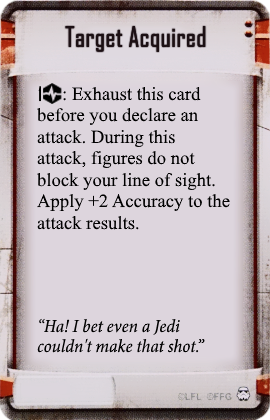 Target Acquired
: Exhaust this card
before you declare an
attack. During this
attack, figures do not
block your line of sight.
Apply +2 Accuracy to the
attack results.
“Ha! I bet even a Jedi
couldn't make that shot.”
©LFL ©FFG